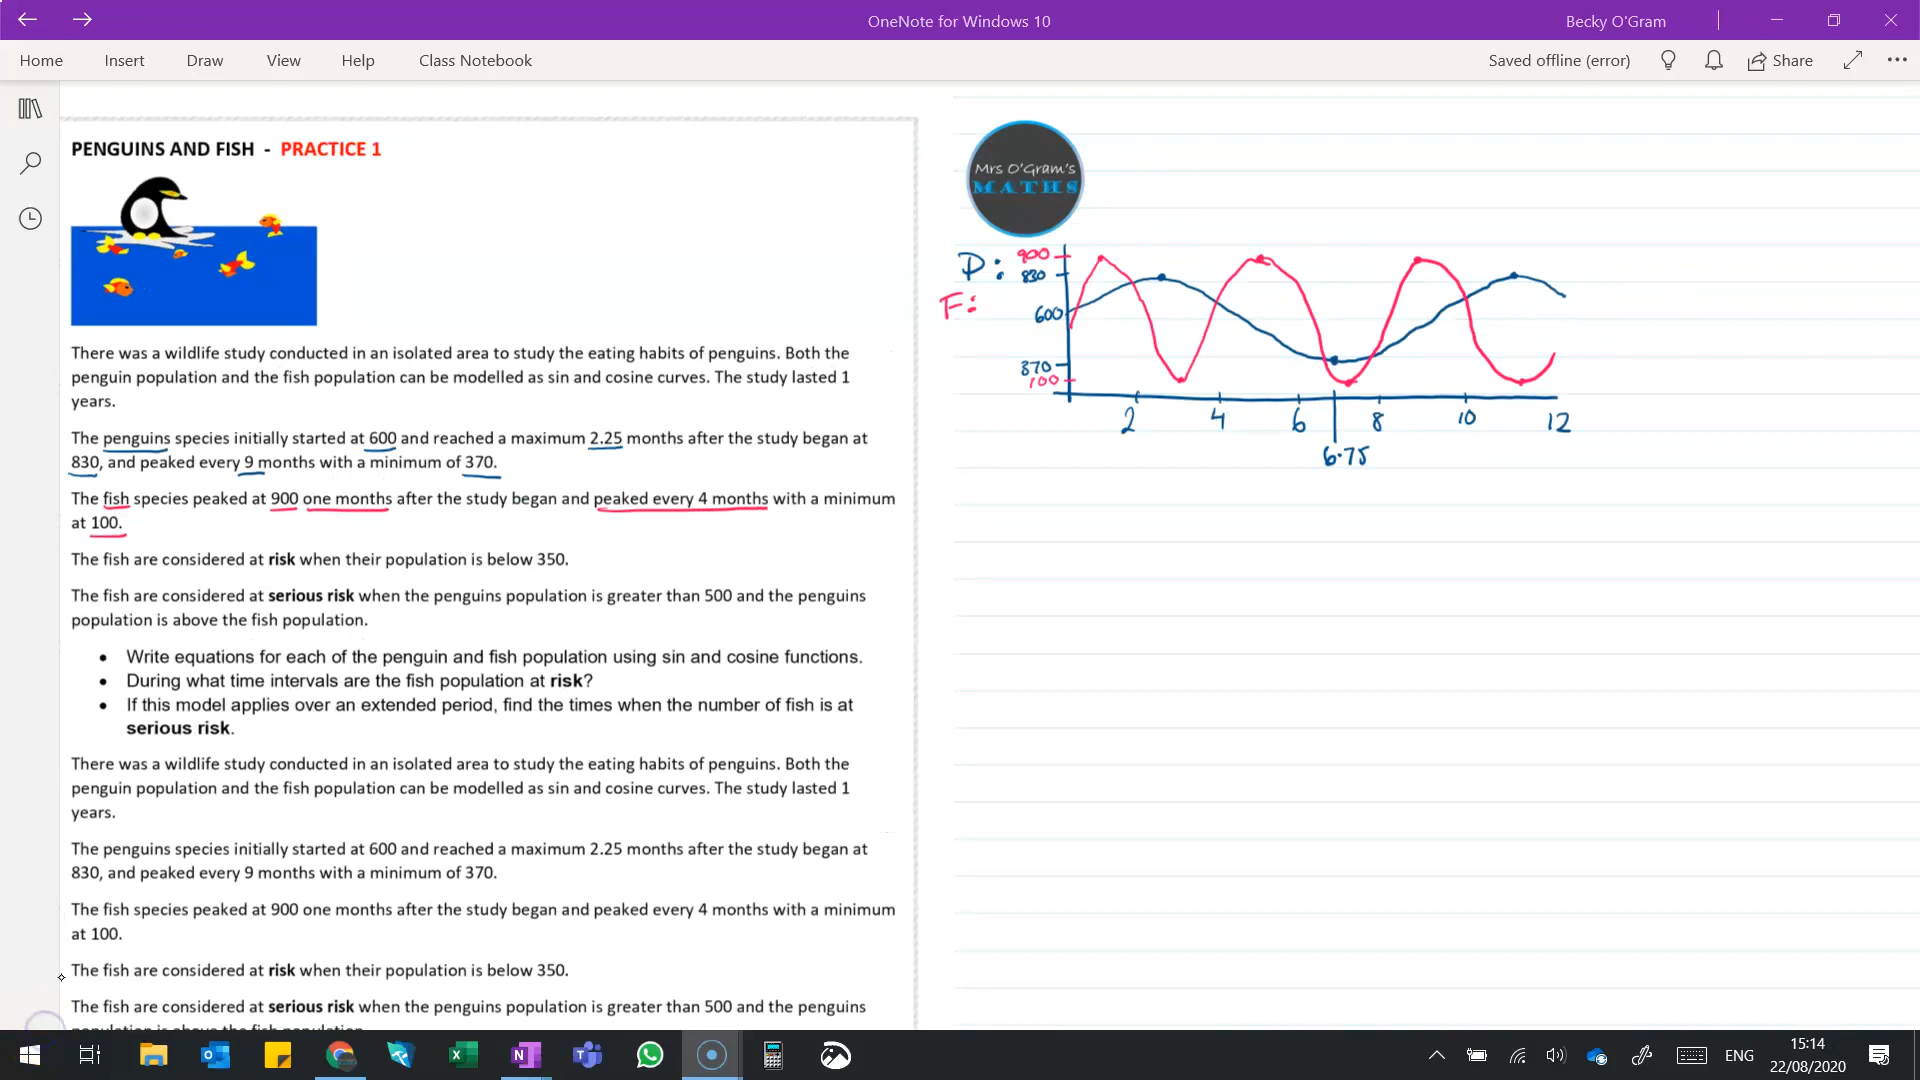 OneNote for Windows 10
Becky O'Gram
Home Insert Draw View Help Class Notebook
Saved offline (error) Share
PENGUINS AND FISH - PRACTICE 1
There was a wildlife study conducted in an isolated area to study the eating habits of penguins. Both the
penguin population and the fish population can be modelled as sin and cosine curves. The study lasted 1
years.
The penguins species initially started at 600 and reached a maximum 2.25 months after the study began at
830, and peaked every 9 months with a minimum of 370.
The fish species peaked at 900 one months after the study began and peaked every 4 months with a minimum
at 100.
The fish are considered at risk when their population is below 350.
The fish are considered at serious risk when the penguins population is greater than 500 and the penguins
population is above the fish population.
• Write equations for each of the penguin and fish population using sin and cosine functions.
• During what time intervals are the fish population at risk?
• If this model applies over an extended period, find the times when the number of fish is at
serious risk.
There was a wildlife study conducted in an isolated area to study the eating habits of penguins. Both the
penguin population and the fish population can be modelled as sin and cosine curves. The study lasted 1
years.
The penguins species initially started at 600 and reached a maximum 2.25 months after the study began at
830, and peaked every 9 months with a minimum of 370.
The fish species peaked at 900 one months after the study began and peaked every 4 months with a minimum
at 100.
The fish are considered at risk when their population is below 350.
The fish are considered at serious risk when the penguins population is greater than 500 and the penguins
population is above the fish population.
Mrs O'Gram's
MATHS
P:
F:
900
830
600
370
100
2 4 6 8 10 12
6.75
ENG
15:14
22/08/2020